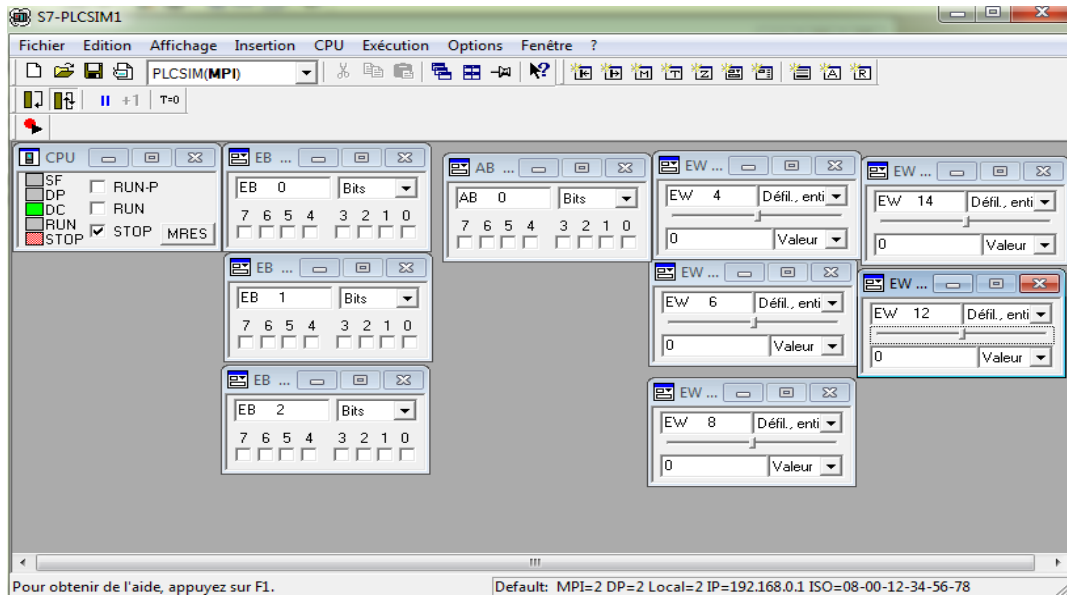 S7-PLCSIM1
Fichier Edition Affichage Insertion CPU Exécution Options Fenêtre ?
PLCSIM(MPI)
+1 T=0
CPU
SF
DP
DC
RUN
STOP
RUN-P
RUN
STOP
MRES
EB ...
EB 0 Bits
7 6 5 4 3 2 1 0
EB ...
EB 1 Bits
7 6 5 4 3 2 1 0
EB ...
EB 2 Bits
7 6 5 4 3 2 1 0
AB ...
AB 0 Bits
7 6 5 4 3 2 1 0
EW ...
EW 4 Défil., enti
0 Valeur
EW ...
EW 6 Défil., enti
0 Valeur
EW ...
EW 8 Défil., enti
0 Valeur
EW ...
EW 14 Défil., enti
0 Valeur
EW ...
EW 12 Défil., enti
0 Valeur
Pour obtenir de l'aide, appuyez sur F1.
Default: MPI=2 DP=2 Local=2 IP=192.168.0.1 ISO=08-00-12-34-56-78